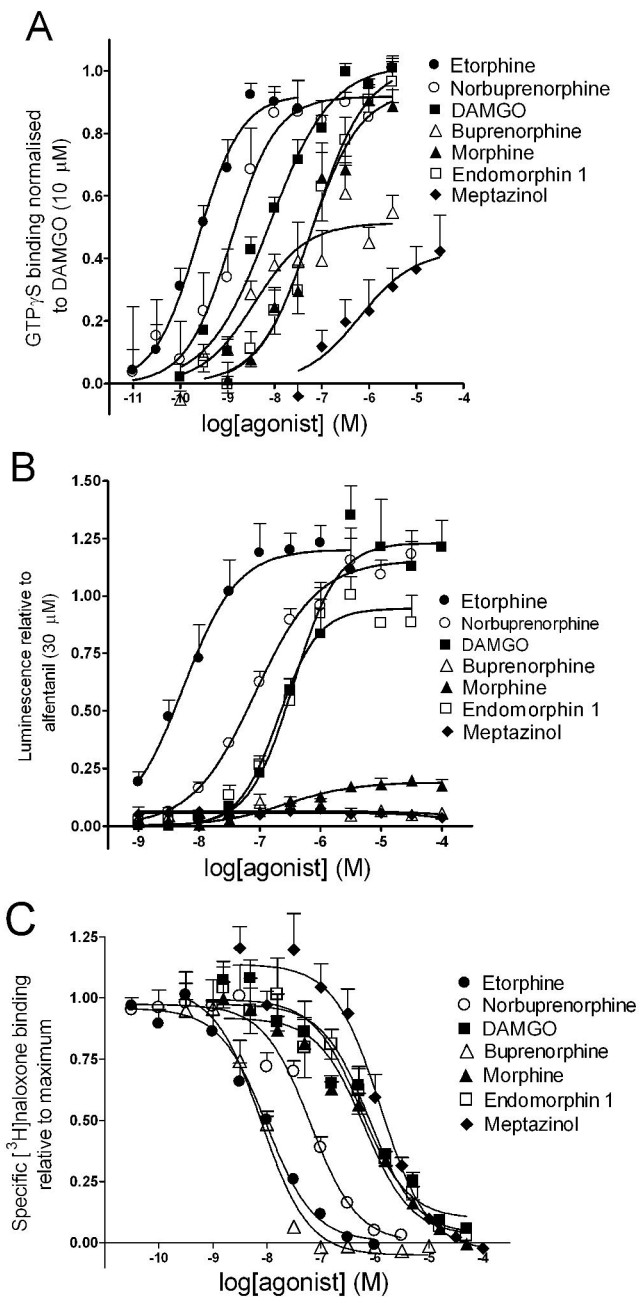 A
GTPγS binding normalised
to DAMGO (10 μM)
1.0
0.8
0.6
0.4
0.2
0.0
-11 -10 -9 -8 -7 -6 -5 -4
log[agonist] (M)
Etorphine
Norbuprenorphine
DAMGO
Buprenorphine
Morphine
Endomorphin 1
Meptazinol
B
Luminescence relative to
alfentanil (30 μM)
1.50
1.25
1.00
0.75
0.50
0.25
0.00
-9 -8 -7 -6 -5 -4
log[agonist] (M)
Etorphine
Norbuprenorphine
DAMGO
Buprenorphine
Morphine
Endomorphin 1
Meptazinol
C
Specific [³H]naloxone binding
relative to maximum
1.25
1.00
0.75
0.50
0.25
0.00
-10 -9 -8 -7 -6 -5 -4
log[agonist] (M)
Etorphine
Norbuprenorphine
DAMGO
Buprenorphine
Morphine
Endomorphin 1
Meptazinol